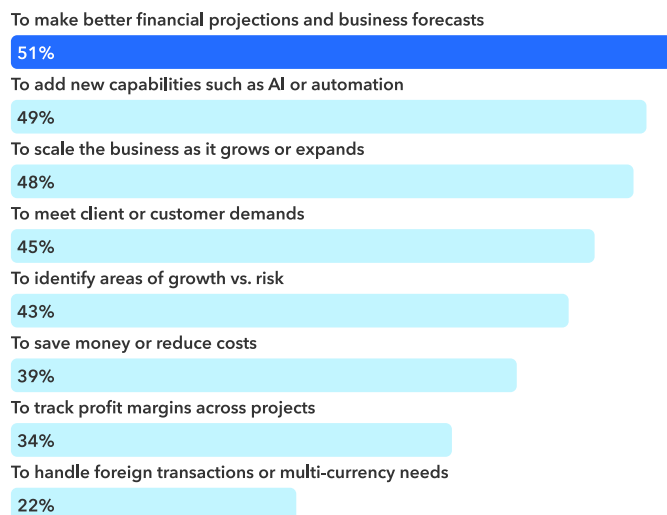 To make better financial projections and business forecasts
51%
To add new capabilities such as AI or automation
49%
To scale the business as it grows or expands
48%
To meet client or customer demands
45%
To identify areas of growth vs. risk
43%
To save money or reduce costs
39%
To track profit margins across projects
34%
To handle foreign transactions or multi-currency needs
22%